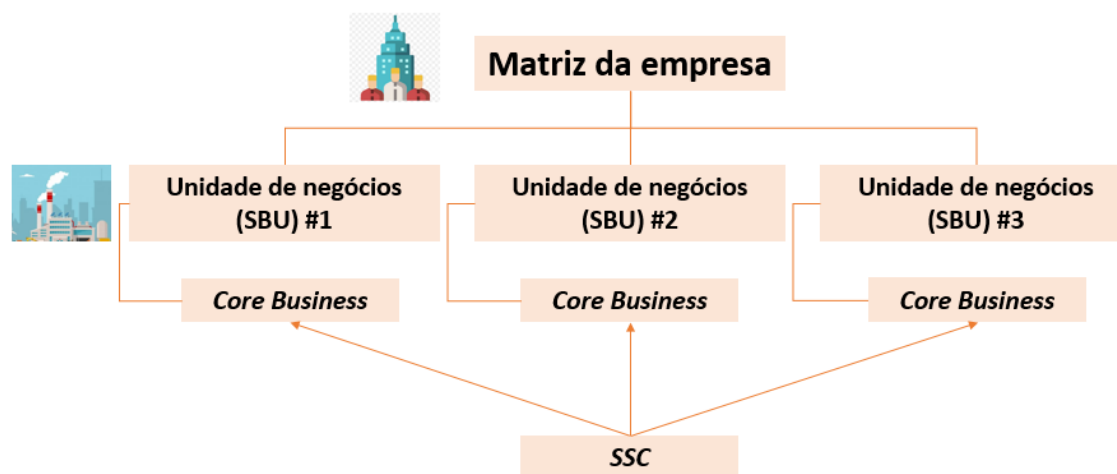 Matriz da empresa
Unidade de negócios
(SBU) #1
Unidade de negócios
(SBU) #2
Unidade de negócios
(SBU) #3
Core Business
Core Business
Core Business
SSC